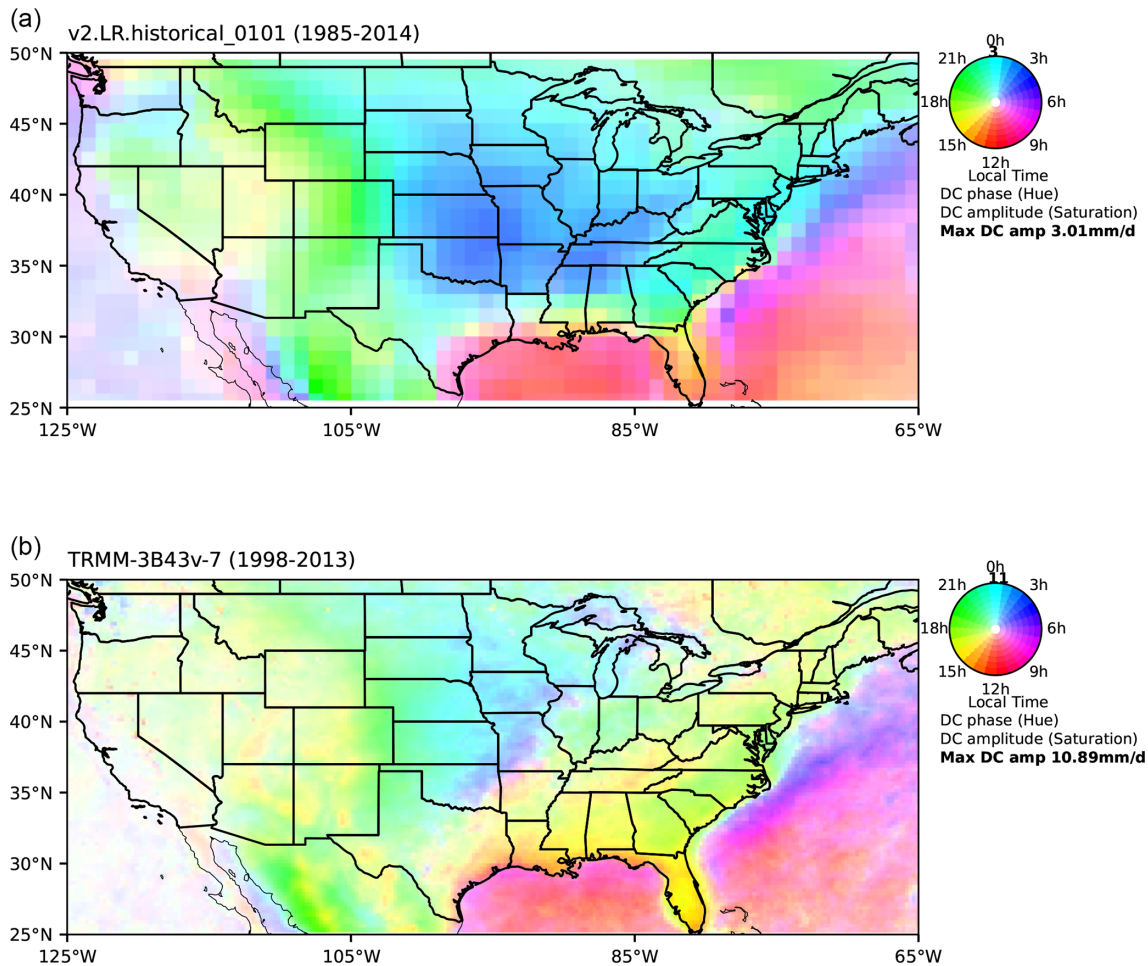 (a)
v2.LR.historical_0101 (1985-2014)
50°N
45°N
40°N
35°N
30°N
25°N
125°W
105°W
85°W
65°W
0h
3
21h
3h
18h
6h
15h
9h
12h
Local Time
DC phase (Hue)
DC amplitude (Saturation)
Max DC amp 3.01mm/d
(b)
TRMM-3B43v-7 (1998-2013)
50°N
45°N
40°N
35°N
30°N
25°N
125°W
105°W
85°W
65°W
0h
11
21h
3h
18h
6h
15h
9h
12h
Local Time
DC phase (Hue)
DC amplitude (Saturation)
Max DC amp 10.89mm/d